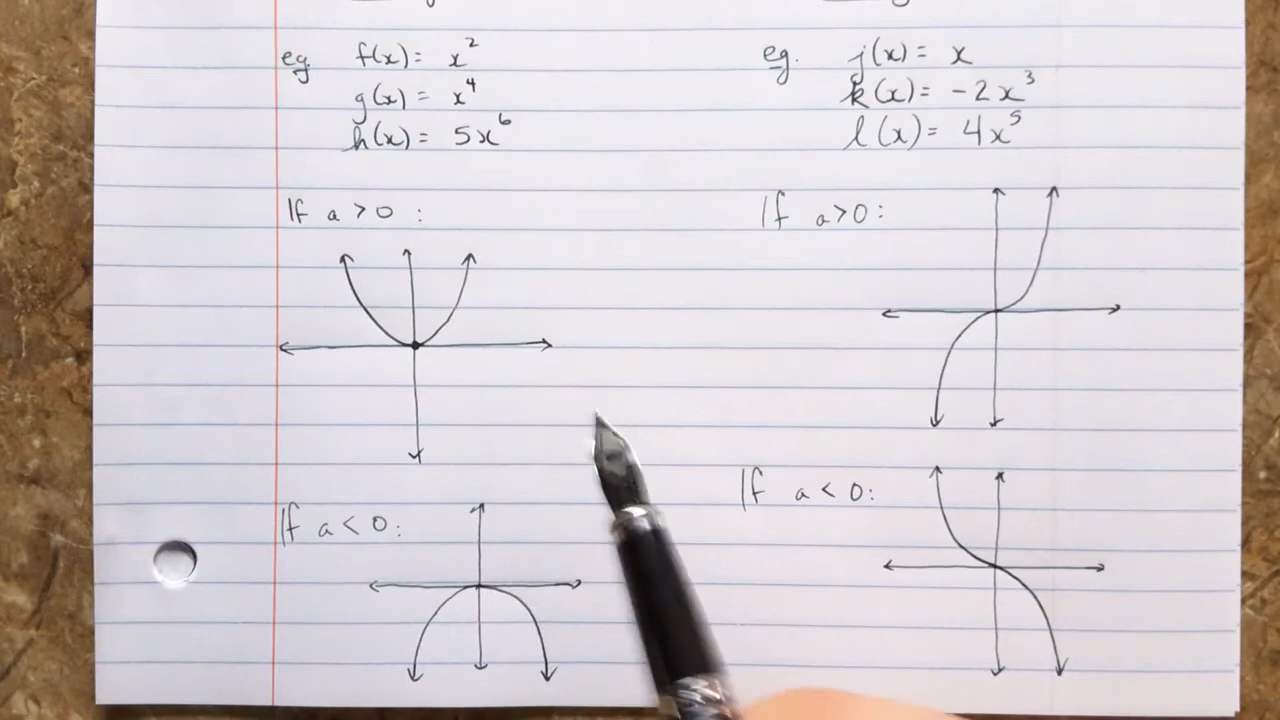 eg. f(x) = x²
g(x) = x⁴
h(x) = 5x⁶
If a > 0 :
If a < 0 :
eg. j(x) = x
k(x) = -2x³
l(x) = 4x⁵
If a > 0 :
If a < 0 :